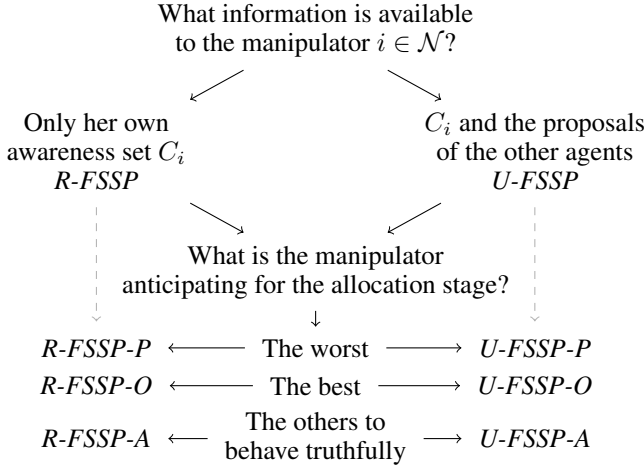 What information is available
to the manipulator i ∈ 𝒩?
Only her own
awareness set C_i
R-FSSP
C_i and the proposals
of the other agents
U-FSSP
What is the manipulator
anticipating for the allocation stage?
R-FSSP-P The worst U-FSSP-P
R-FSSP-O The best U-FSSP-O
The others to
R-FSSP-A behave truthfully U-FSSP-A